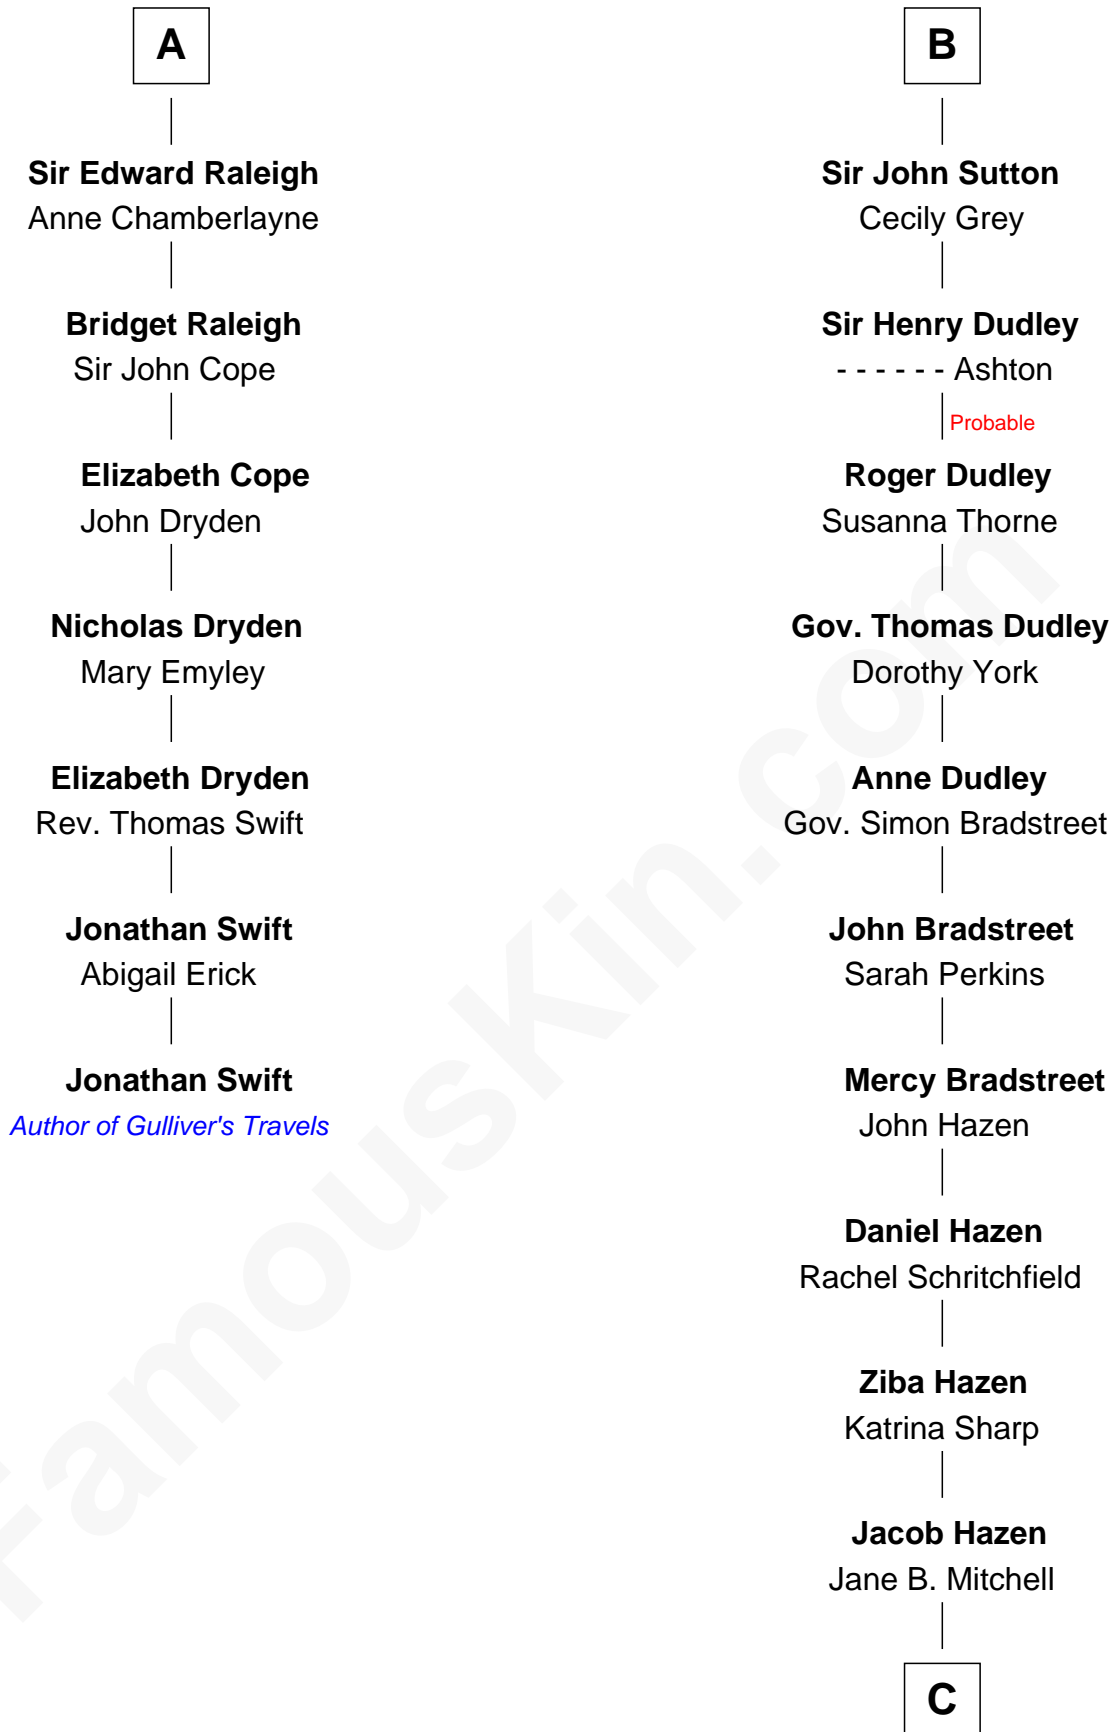 A
Sir Edward Raleigh
Anne Chamberlayne
Bridget Raleigh
Sir John Cope
Elizabeth Cope
John Dryden
Nicholas Dryden
Mary Emyley
Elizabeth Dryden
Rev. Thomas Swift
Jonathan Swift
Abigail Erick
Jonathan Swift
Author of Gulliver's Travels
B
Sir John Sutton
Cecily Grey
Sir Henry Dudley
- - - - - - Ashton
Probable
Roger Dudley
Susanna Thorne
Gov. Thomas Dudley
Dorothy York
Anne Dudley
Gov. Simon Bradstreet
John Bradstreet
Sarah Perkins
Mercy Bradstreet
John Hazen
Daniel Hazen
Rachel Schritchfield
Ziba Hazen
Katrina Sharp
Jacob Hazen
Jane B. Mitchell
C
FamousKin.com